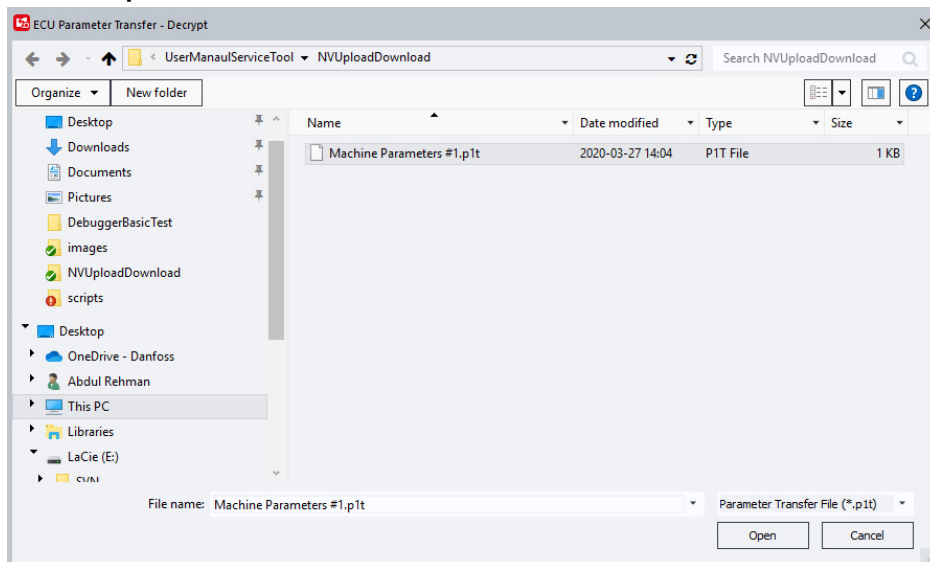 ECU Parameter Transfer - Decrypt
UserManaulServiceTool NVUploadDownload Search NVUploadDownload
Organize New folder
Name Date modified Type Size
Machine Parameters #1.p1t 2020-03-27 14:04 P1T File 1 KB
Desktop
Downloads
Documents
Pictures
DebuggerBasicTest
images
NVUploadDownload
scripts
Desktop
OneDrive - Danfoss
Abdul Rehman
This PC
Libraries
LaCie (E:)
SVN
File name: Machine Parameters #1.p1t Parameter Transfer File (*.p1t)
Open Cancel